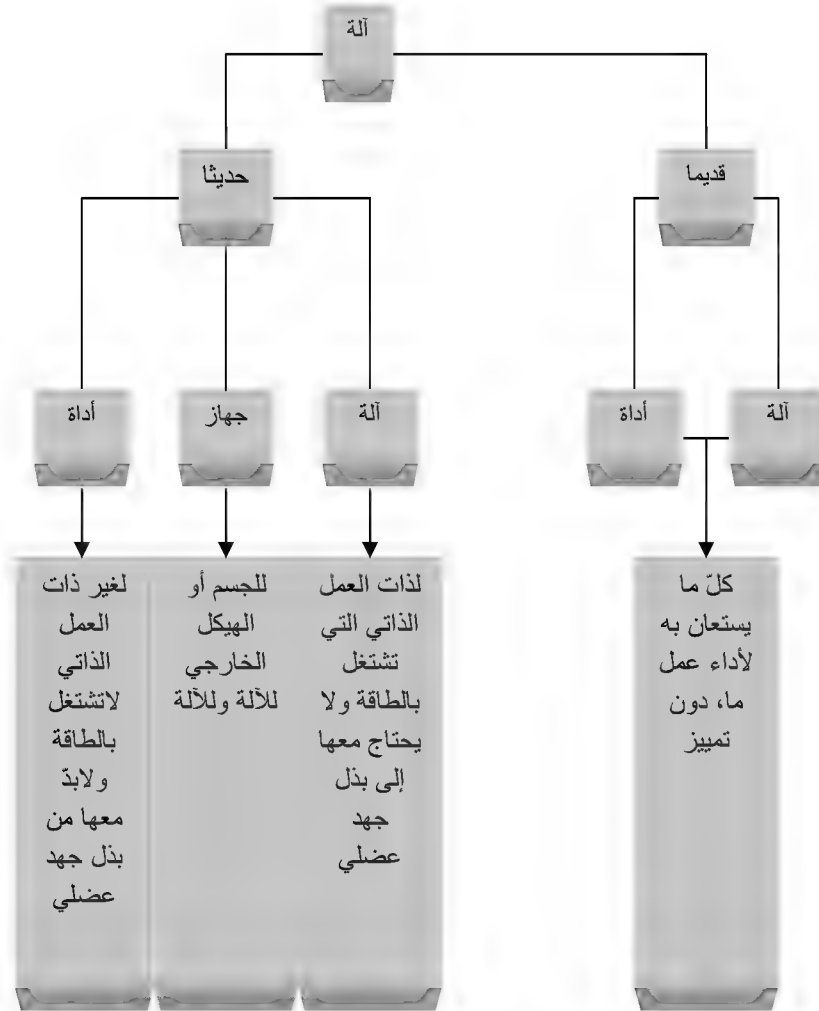 آلة
قديما
حديثا
آلة
أداة
آلة
جهاز
أداة
كلّ ما
يستعان به
لأداء عمل
ما، دون
تمييز
لذات العمل
الذاتي التي
تشتغل
بالطاقة ولا
يحتاج معها
إلى بذل
جهد
عضلي
للجسم أو
الهيكل
الخارجي
للآلة وللآلة
لغير ذات
العمل
الذاتي
لاتشتغل
بالطاقة
ولابدّ
معها من
بذل جهد
عضلي